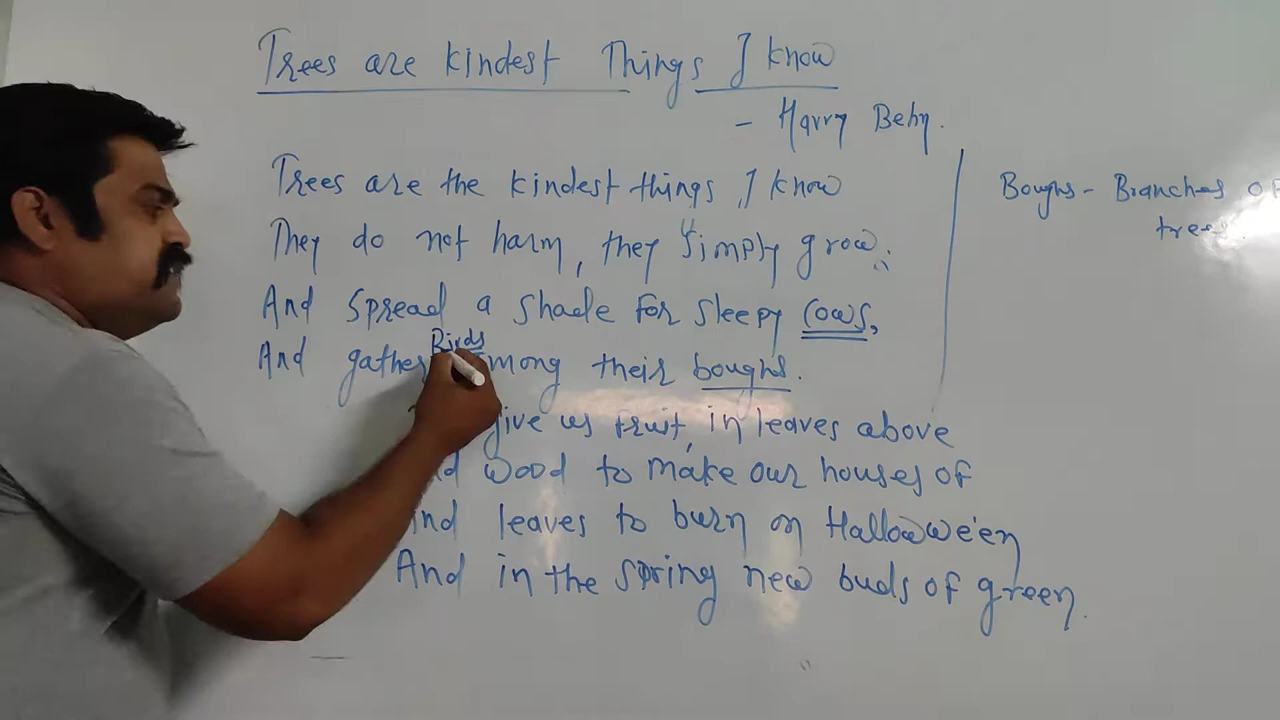 Trees are kindest Things I know
- Harry Behn.
Trees are the kindest things I know
They do not harm, they simply grow.
And spread a shade for sleepy cows,
And gather Birds among their boughs.
give us fruit in leaves above
wood to make our houses of
And leaves to burn on Hallowe'en
And in the spring new buds of green.
Boughs - Branches of
trees.